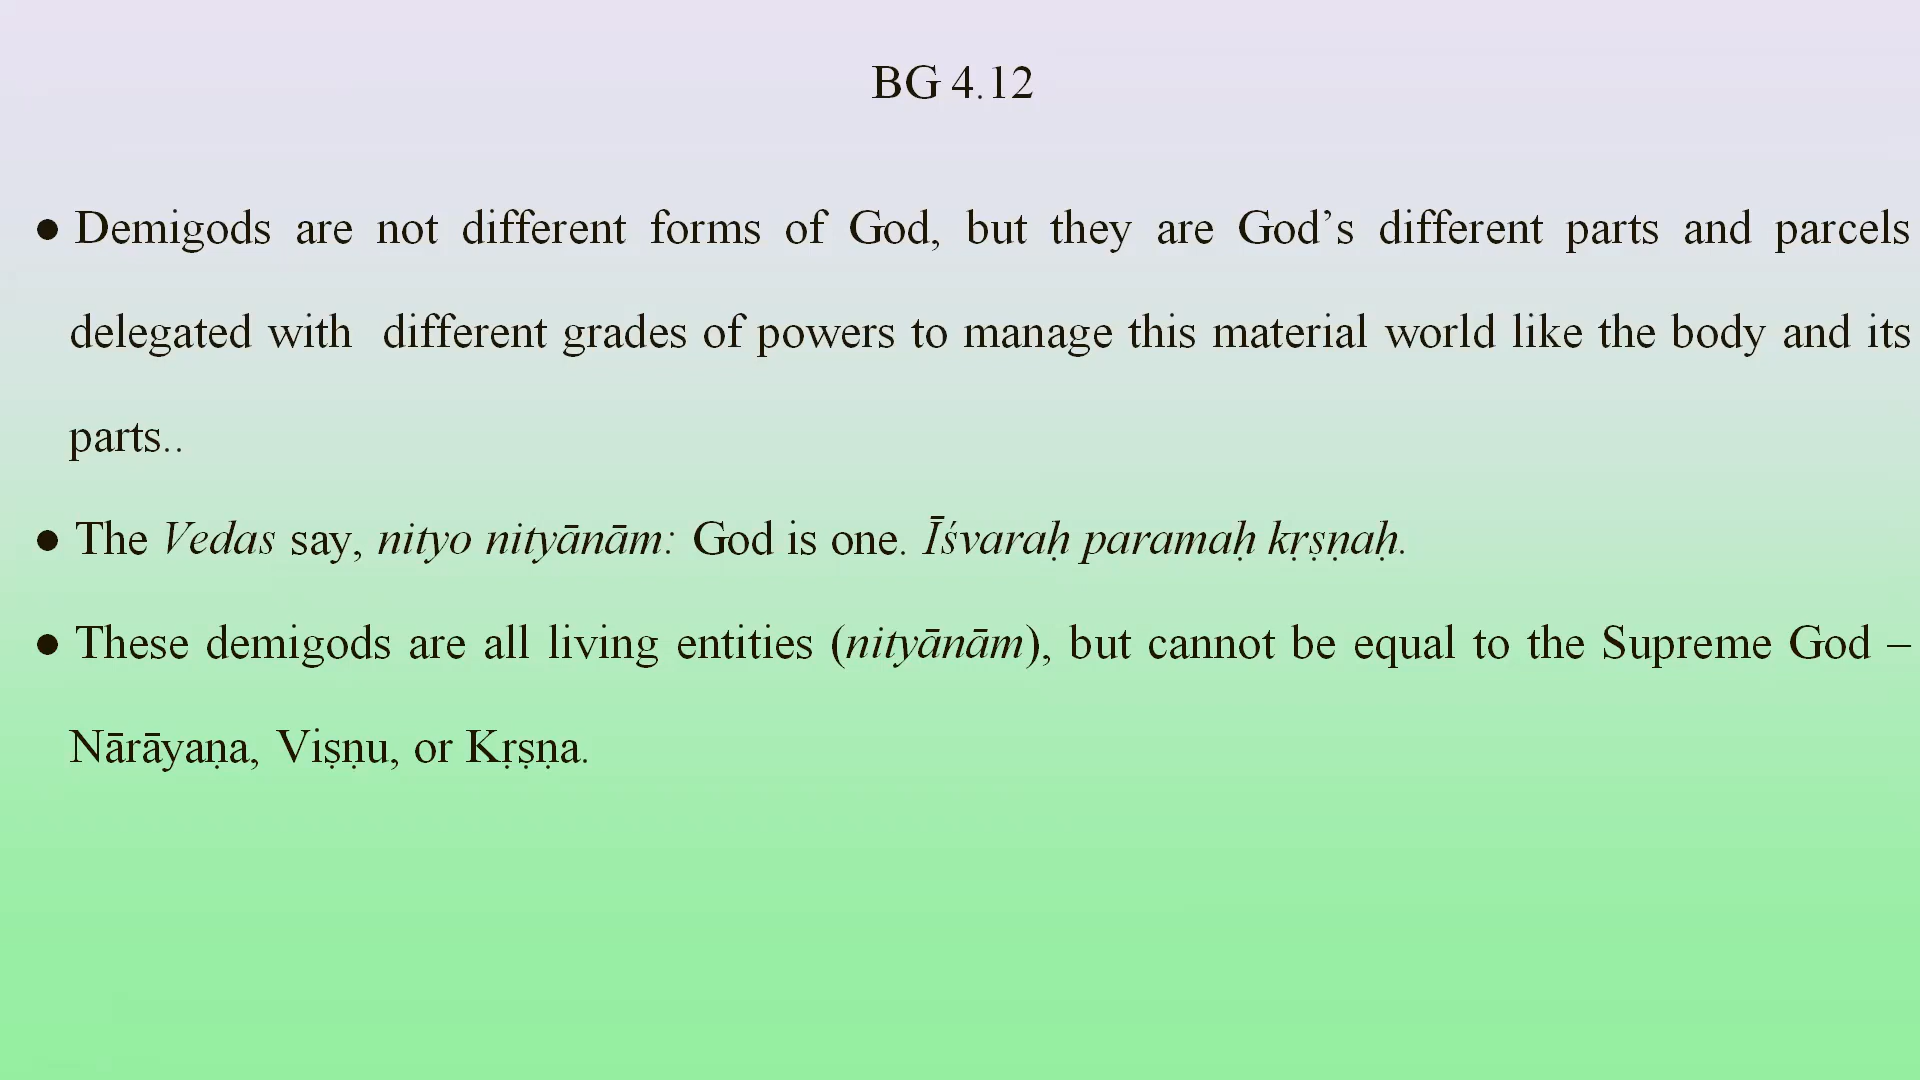 BG 4.12
● Demigods are not different forms of God, but they are God’s different parts and parcels
delegated with  different grades of powers to manage this material world like the body and its
parts..
● The Vedas say, nityo nityānām: God is one. Īśvaraḥ paramaḥ kṛṣṇaḥ.
● These demigods are all living entities (nityānām), but cannot be equal to the Supreme God –
Nārāyaṇa, Viṣṇu, or Kṛṣṇa.